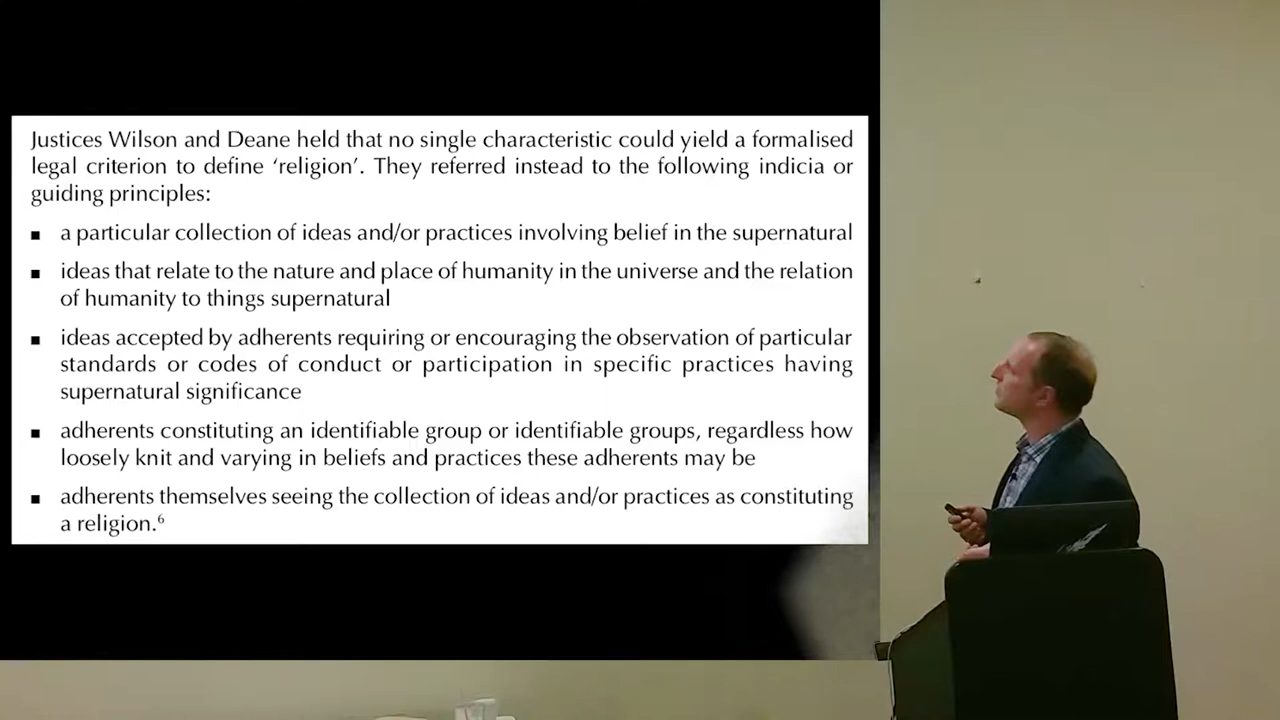 Justices Wilson and Deane held that no single characteristic could yield a formalised
legal criterion to define ‘religion’. They referred instead to the following indicia or
guiding principles:
■ a particular collection of ideas and/or practices involving belief in the supernatural
■ ideas that relate to the nature and place of humanity in the universe and the relation
of humanity to things supernatural
■ ideas accepted by adherents requiring or encouraging the observation of particular
standards or codes of conduct or participation in specific practices having
supernatural significance
■ adherents constituting an identifiable group or identifiable groups, regardless how
loosely knit and varying in beliefs and practices these adherents may be
■ adherents themselves seeing the collection of ideas and/or practices as constituting
a religion.⁶